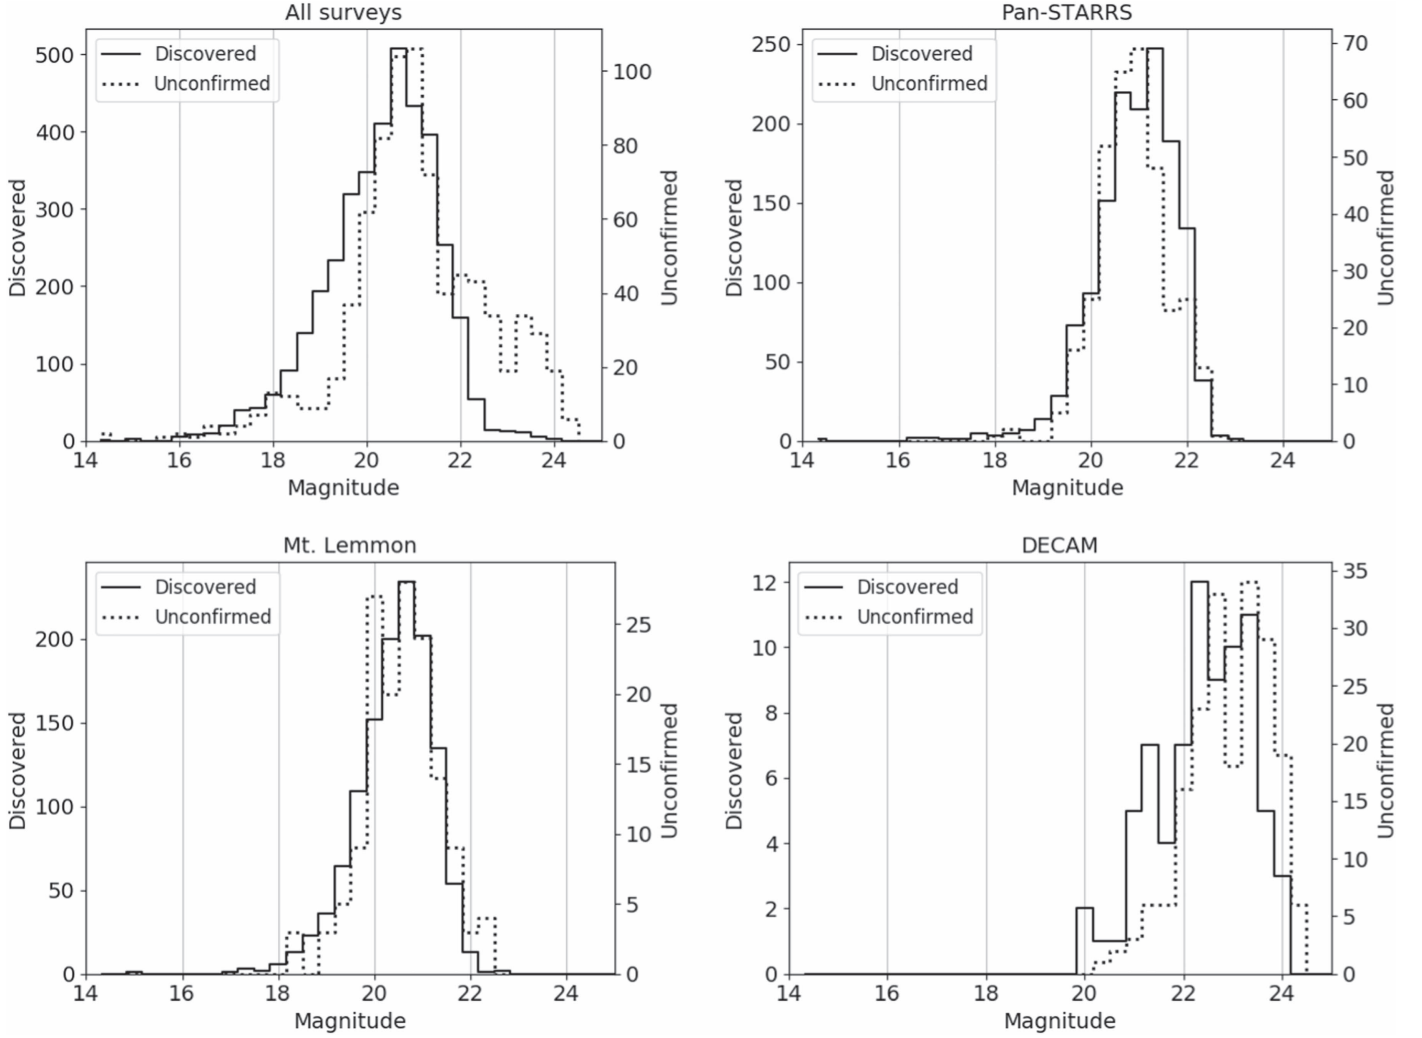 All surveys
Discovered
Unconfirmed
500
400
300
200
100
0
100
80
60
40
20
0
14 16 18 20 22 24
Magnitude
Discovered
Unconfirmed
Pan-STARRS
Discovered
Unconfirmed
250
200
150
100
50
0
70
60
50
40
30
20
10
0
14 16 18 20 22 24
Magnitude
Discovered
Unconfirmed
Mt. Lemmon
Discovered
Unconfirmed
200
150
100
50
0
25
20
15
10
5
0
14 16 18 20 22 24
Magnitude
Discovered
Unconfirmed
DECAM
Discovered
Unconfirmed
12
10
8
6
4
2
0
35
30
25
20
15
10
5
0
14 16 18 20 22 24
Magnitude
Discovered
Unconfirmed